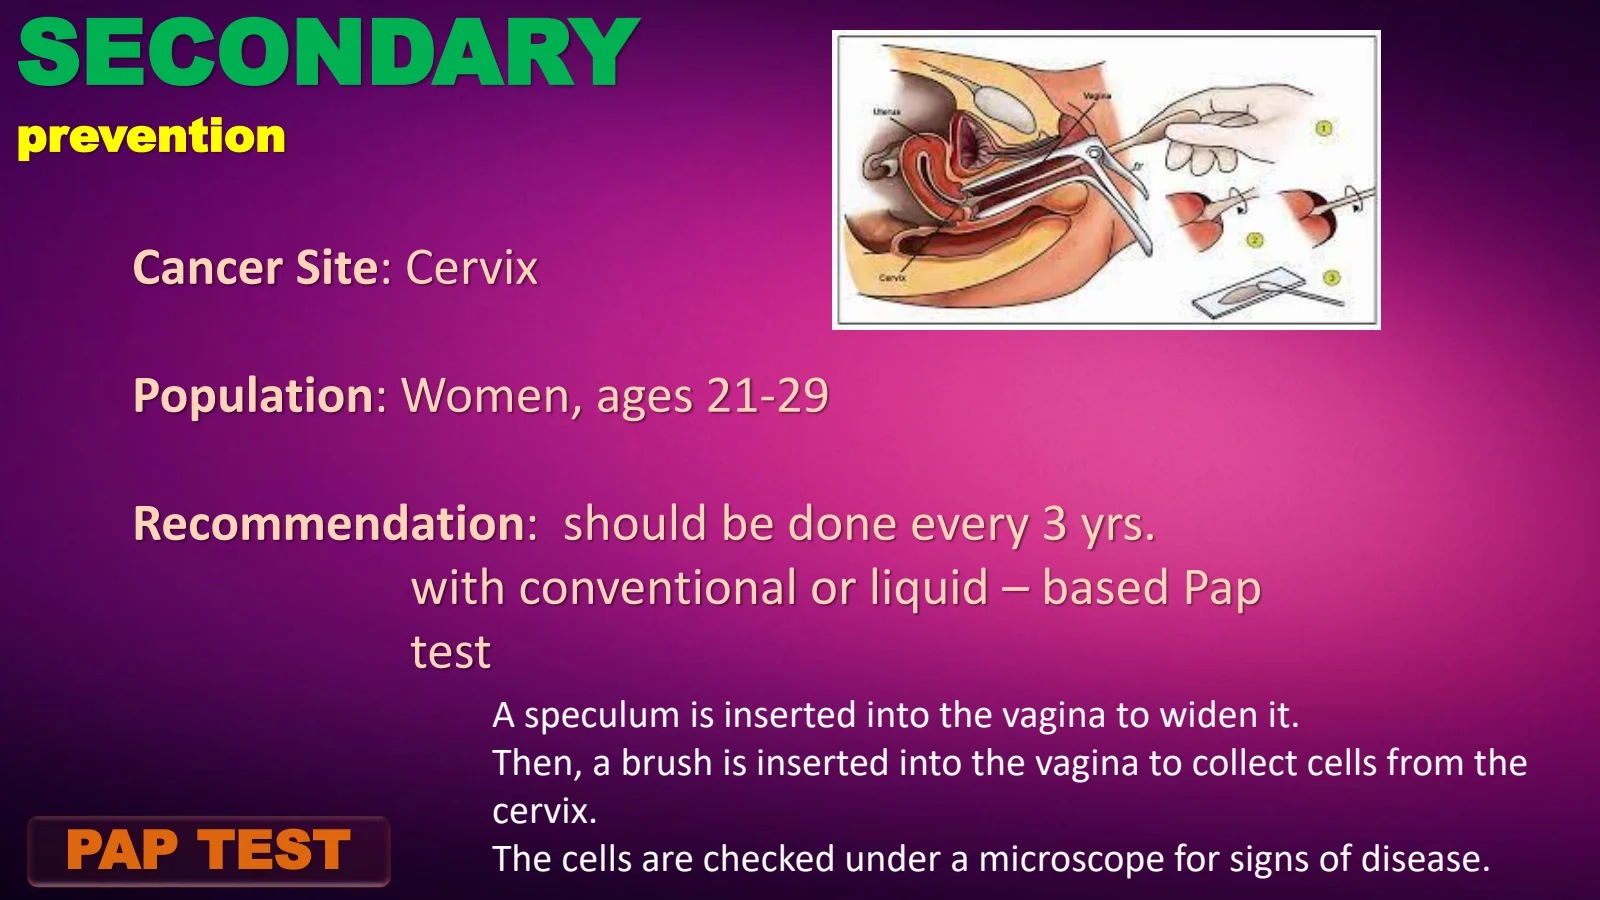 SECONDARY
prevention
Uterus
Vagina
1
2
3
Cervix
Cancer Site: Cervix
Population: Women, ages 21-29
Recommendation: should be done every 3 yrs.
with conventional or liquid – based Pap
test
A speculum is inserted into the vagina to widen it.
Then, a brush is inserted into the vagina to collect cells from the
cervix.
The cells are checked under a microscope for signs of disease.
PAP TEST